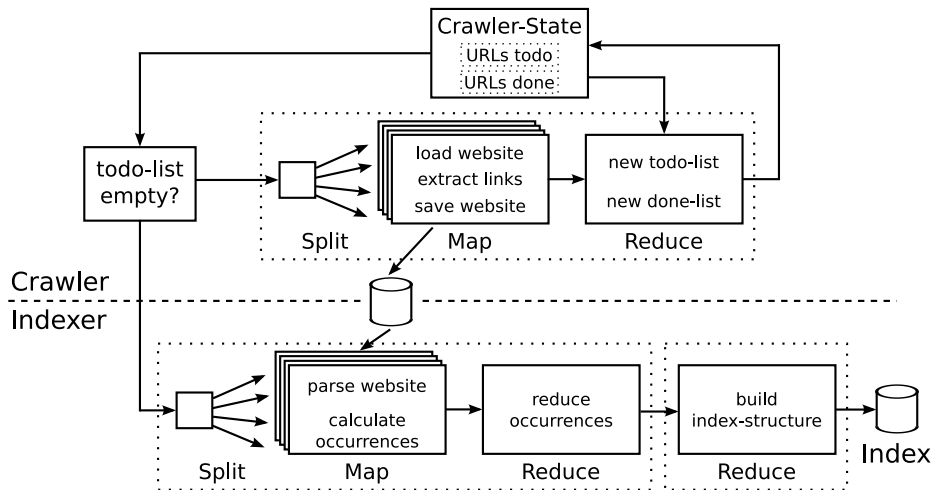 Crawler-State
URLs todo
URLs done
todo-list
empty?
load website
extract links
save website
new todo-list
new done-list
Split
Map
Reduce
Crawler
Indexer
parse website
calculate
occurrences
reduce
occurrences
build
index-structure
Split
Map
Reduce
Reduce
Index